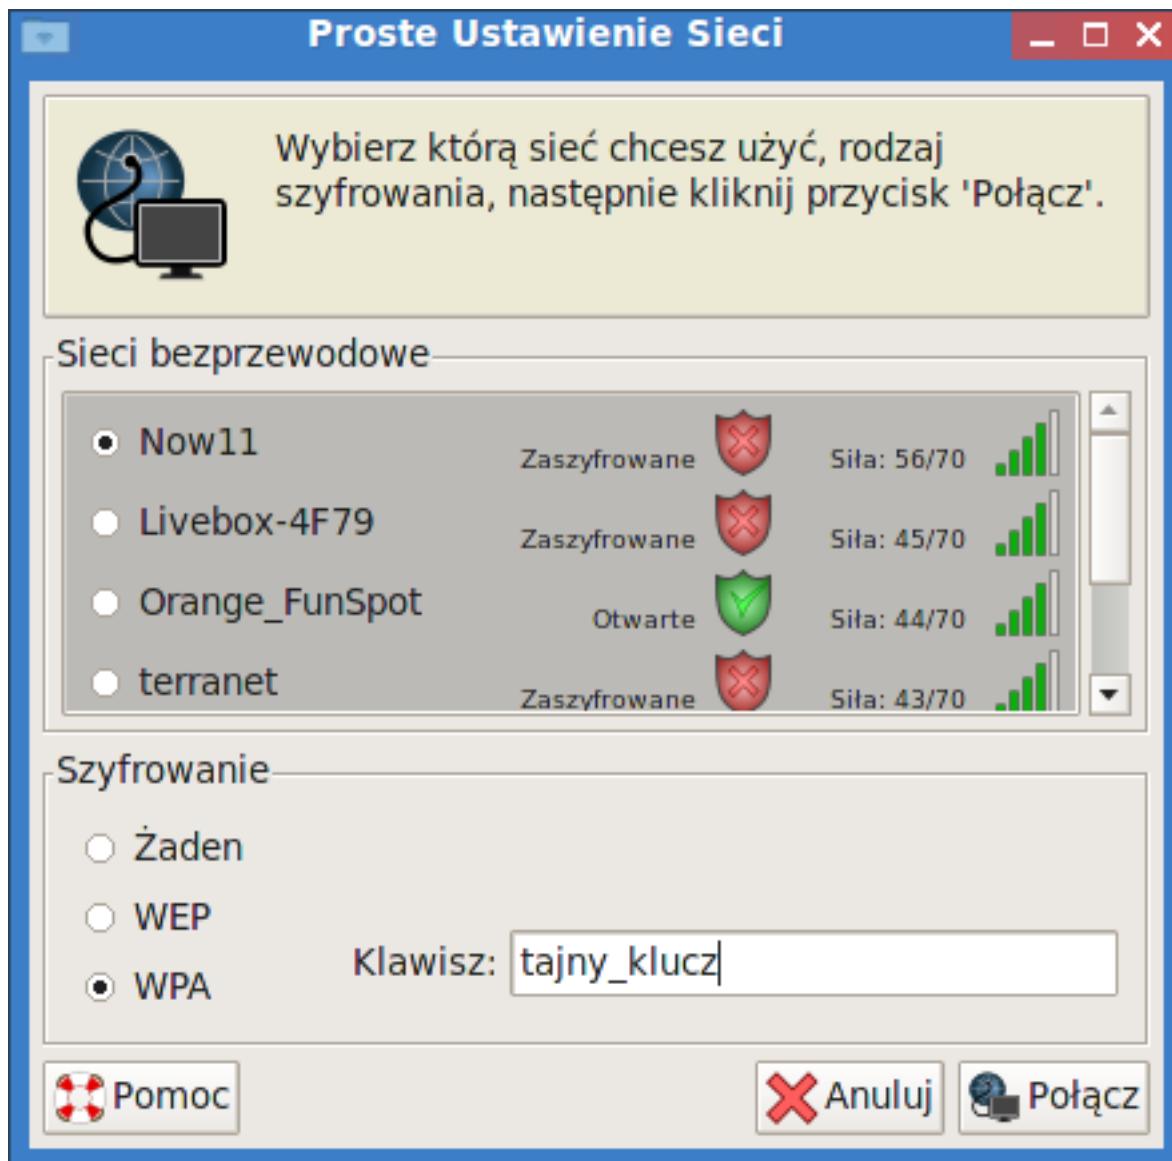 Proste Ustawienie Sieci
Wybierz którą sieć chcesz użyć, rodzaj
szyfrowania, następnie kliknij przycisk 'Połącz'.
Sieci bezprzewodowe
Now11 Zaszyfrowane Siła: 56/70
Livebox-4F79 Zaszyfrowane Siła: 45/70
Orange_FunSpot Otwarte Siła: 44/70
terranet Zaszyfrowane Siła: 43/70
Szyfrowanie
Żaden
WEP
Klawisz: tajny_klucz
WPA
Pomoc Anuluj Połącz